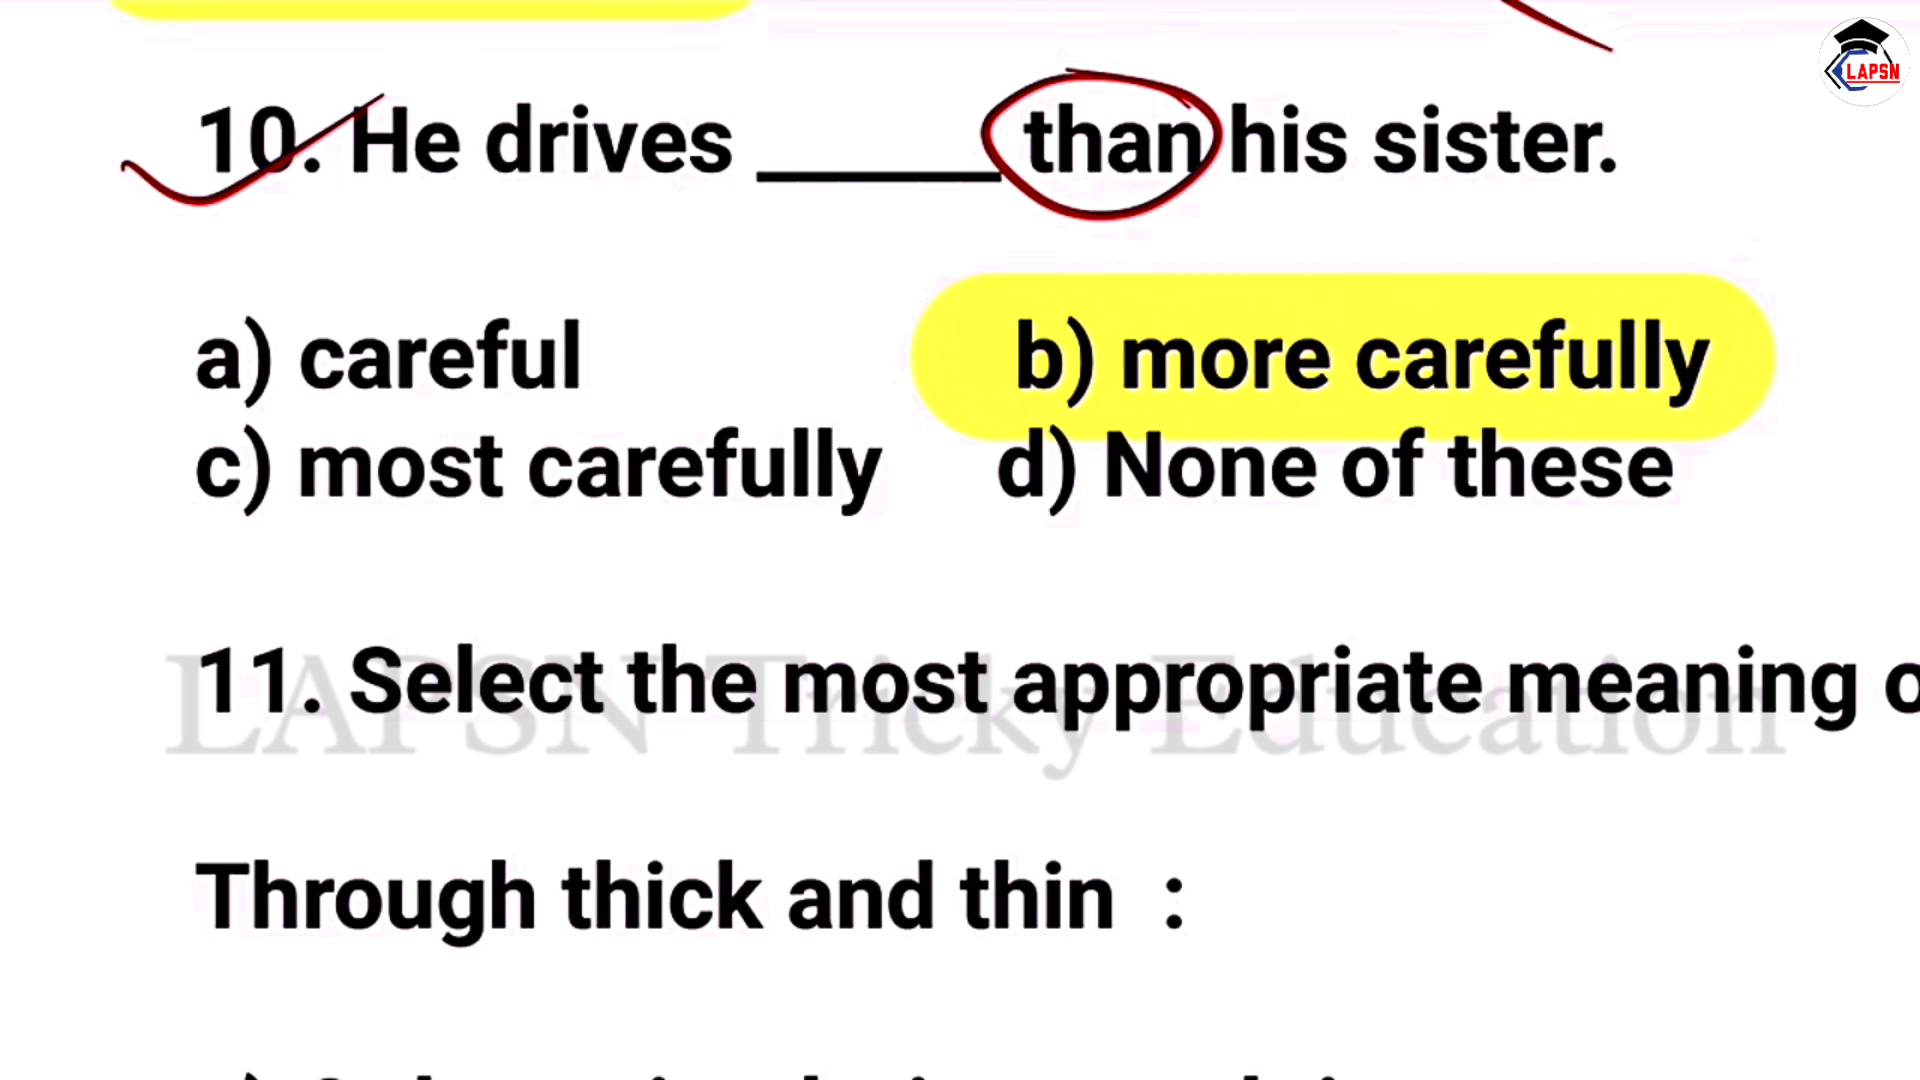 LAPSN
10. He drives ______ than his sister.
a) careful b) more carefully
c) most carefully d) None of these
11. Select the most appropriate meaning
LAPSN Tricky Education
Through thick and thin :